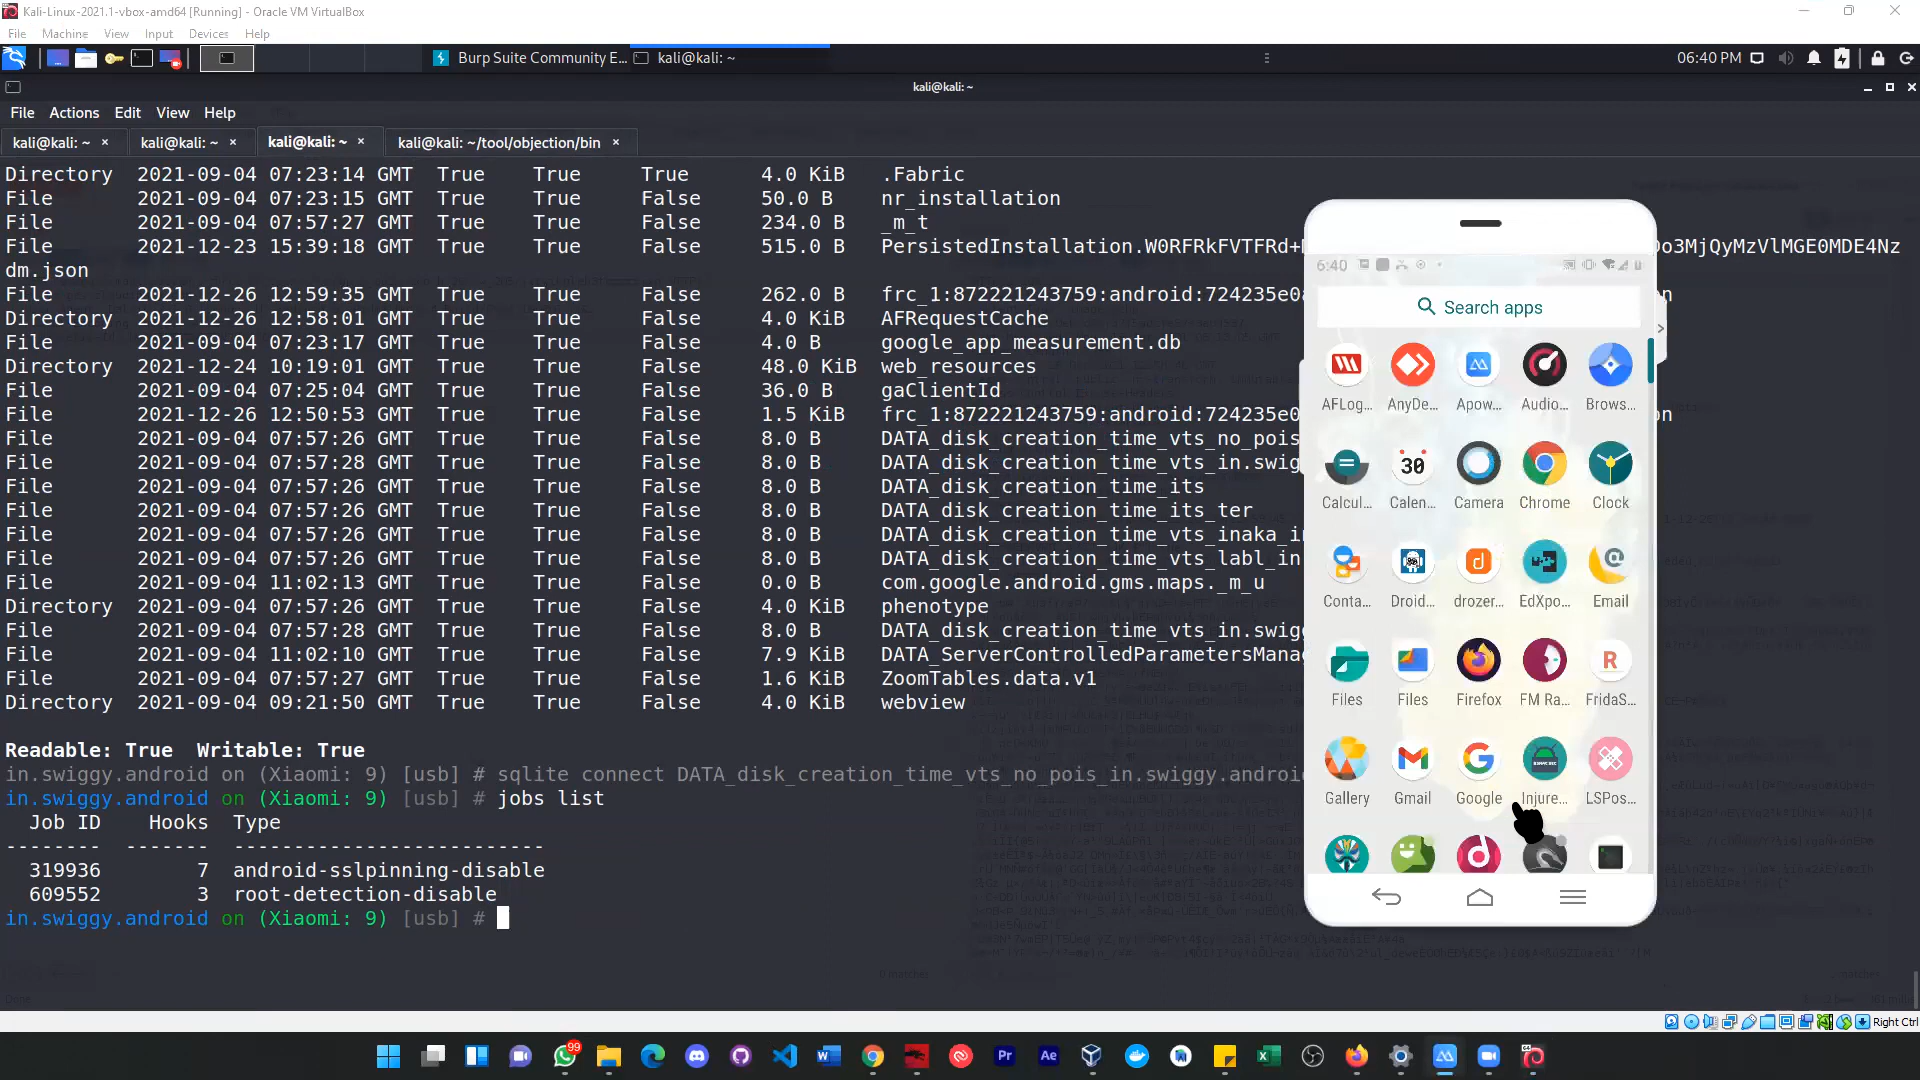 Kali-Linux-2021.1-vbox-amd64 [Running] - Oracle VM VirtualBox
File Machine View Input Devices Help
Burp Suite Community E... kali@kali: ~ 06:40 PM
kali@kali: ~
File Actions Edit View Help
kali@kali: ~ × kali@kali: ~ × kali@kali: ~ × kali@kali: ~/tool/objection/bin ×
Directory 2021-09-04 07:23:14 GMT True True True 4.0 KiB .Fabric
File 2021-09-04 07:23:15 GMT True True False 50.0 B nr_installation
File 2021-09-04 07:57:27 GMT True True False 234.0 B _m_t
File 2021-12-23 15:39:18 GMT True True False 515.0 B PersistedInstallation.W0RFRkFVTFRd+ o3MjQyMzVlMGE0MDE4Nz
dm.json
File 2021-12-26 12:59:35 GMT True True False 262.0 B frc_1:872221243759:android:724235e0 n
File 2021-12-26 12:58:01 GMT True True False 4.0 KiB AFRequestCache
File 2021-09-04 07:23:17 GMT True True False 4.0 B google_app_measurement.db
Directory 2021-12-24 10:19:01 GMT True True False 48.0 KiB web_resources
File 2021-09-04 07:25:04 GMT True True False 36.0 B gaClientId
File 2021-12-26 12:50:53 GMT True True False 1.5 KiB frc_1:872221243759:android:724235e0 on
File 2021-09-04 07:57:26 GMT True True False 8.0 B DATA_disk_creation_time_vts_no_pois
File 2021-09-04 07:57:28 GMT True True False 8.0 B DATA_disk_creation_time_vts_in.swig
File 2021-09-04 07:57:26 GMT True True False 8.0 B DATA_disk_creation_time_its
File 2021-09-04 07:57:26 GMT True True False 8.0 B DATA_disk_creation_time_its_ter
File 2021-09-04 07:57:26 GMT True True False 8.0 B DATA_disk_creation_time_vts_inaka_i
File 2021-09-04 07:57:26 GMT True True False 8.0 B DATA_disk_creation_time_vts_labl_in
File 2021-09-04 11:02:13 GMT True True False 0.0 B com.google.android.gms.maps._m_u
Directory 2021-09-04 07:57:26 GMT True True False 4.0 KiB phenotype
File 2021-09-04 07:57:28 GMT True True False 8.0 B DATA_disk_creation_time_vts_in.swig
File 2021-09-04 11:02:10 GMT True True False 7.9 KiB DATA_ServerControlledParametersMana
File 2021-09-04 07:57:27 GMT True True False 1.6 KiB ZoomTables.data.v1
Directory 2021-09-04 09:21:50 GMT True True False 4.0 KiB webview
Readable: True Writable: True
in.swiggy.android on (Xiaomi: 9) [usb] # sqlite connect DATA_disk_creation_time_vts_no_pois_in.swiggy.androi
in.swiggy.android on (Xiaomi: 9) [usb] # jobs list
Job ID Hooks Type
-------- ------- --------------------------
319936 7 android-sslpinning-disable
609552 3 root-detection-disable
in.swiggy.android on (Xiaomi: 9) [usb] #
6:40
Search apps
AFLog... AnyDe... Apow... Audio... Brows...
30
Calcul... Calen... Camera Chrome Clock
Conta... Droid... drozer... EdXpo... Email
Files Files Firefox FM Ra... FridaS...
Gallery Gmail Google Injure... LSPos...
Right Ctrl
99
Pr Ae